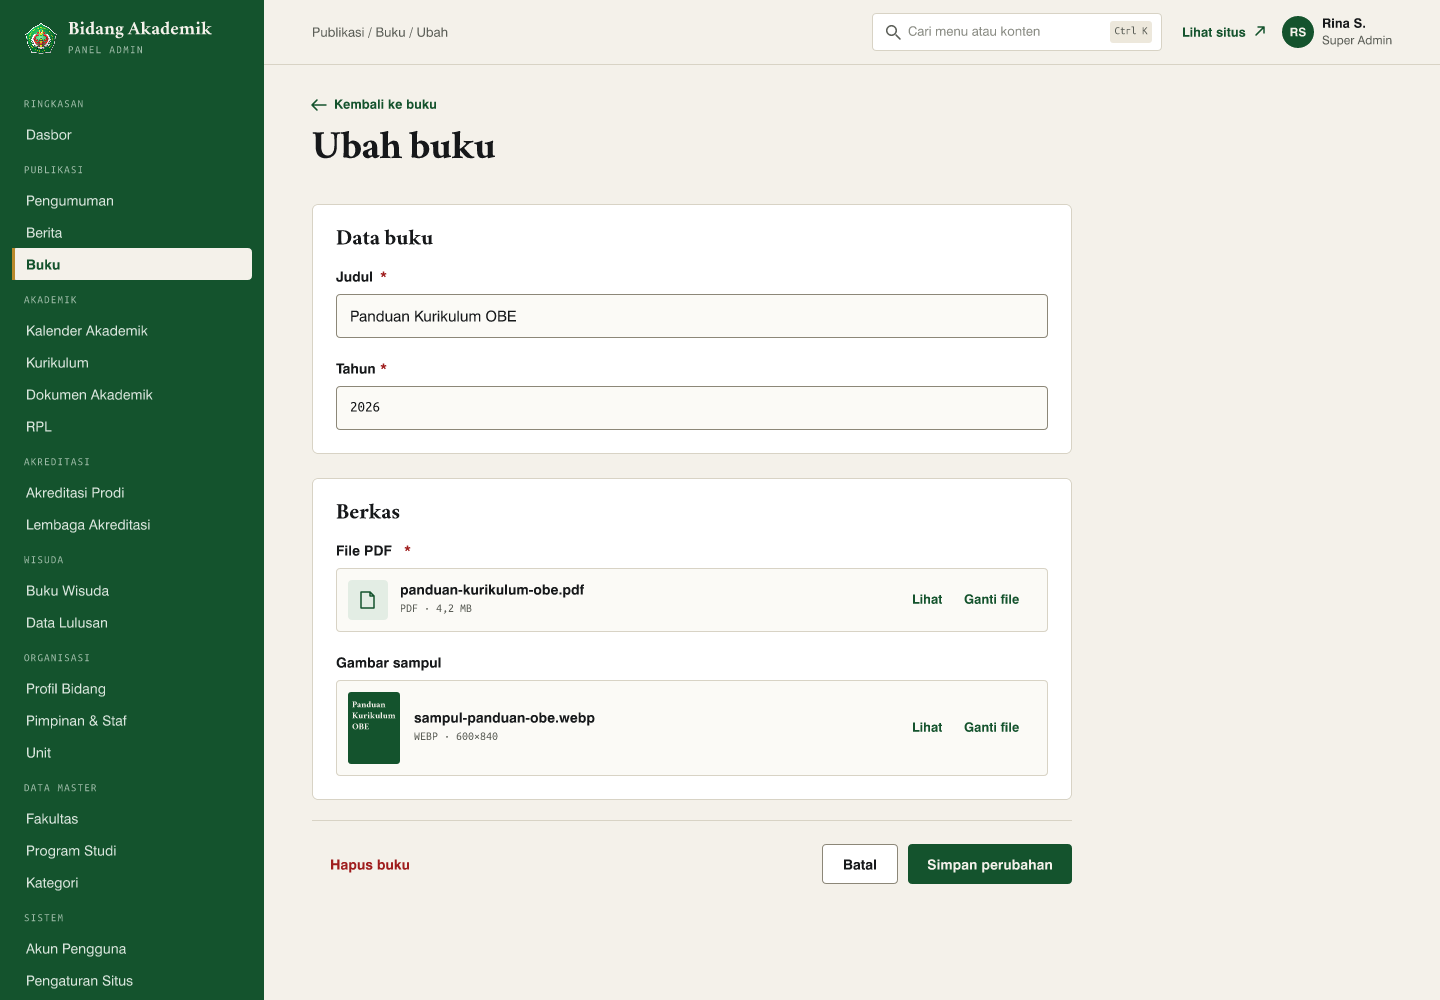 Bidang Akademik
PANEL ADMIN
RINGKASAN
Dasbor
PUBLIKASI
Pengumuman
Berita
Buku
AKADEMIK
Kalender Akademik
Kurikulum
Dokumen Akademik
RPL
AKREDITASI
Akreditasi Prodi
Lembaga Akreditasi
WISUDA
Buku Wisuda
Data Lulusan
ORGANISASI
Profil Bidang
Pimpinan & Staf
Unit
DATA MASTER
Fakultas
Program Studi
Kategori
SISTEM
Akun Pengguna
Pengaturan Situs
Publikasi / Buku / Ubah
Cari menu atau konten
Ctrl K
Lihat situs
RS
Rina S.
Super Admin
Kembali ke buku
Ubah buku
Data buku
Judul *
Panduan Kurikulum OBE
Tahun *
2026
Berkas
File PDF *
panduan-kurikulum-obe.pdf
PDF · 4,2 MB
Lihat
Ganti file
Gambar sampul
Panduan
Kurikulum
OBE
sampul-panduan-obe.webp
WEBP · 600×840
Lihat
Ganti file
Hapus buku
Batal
Simpan perubahan